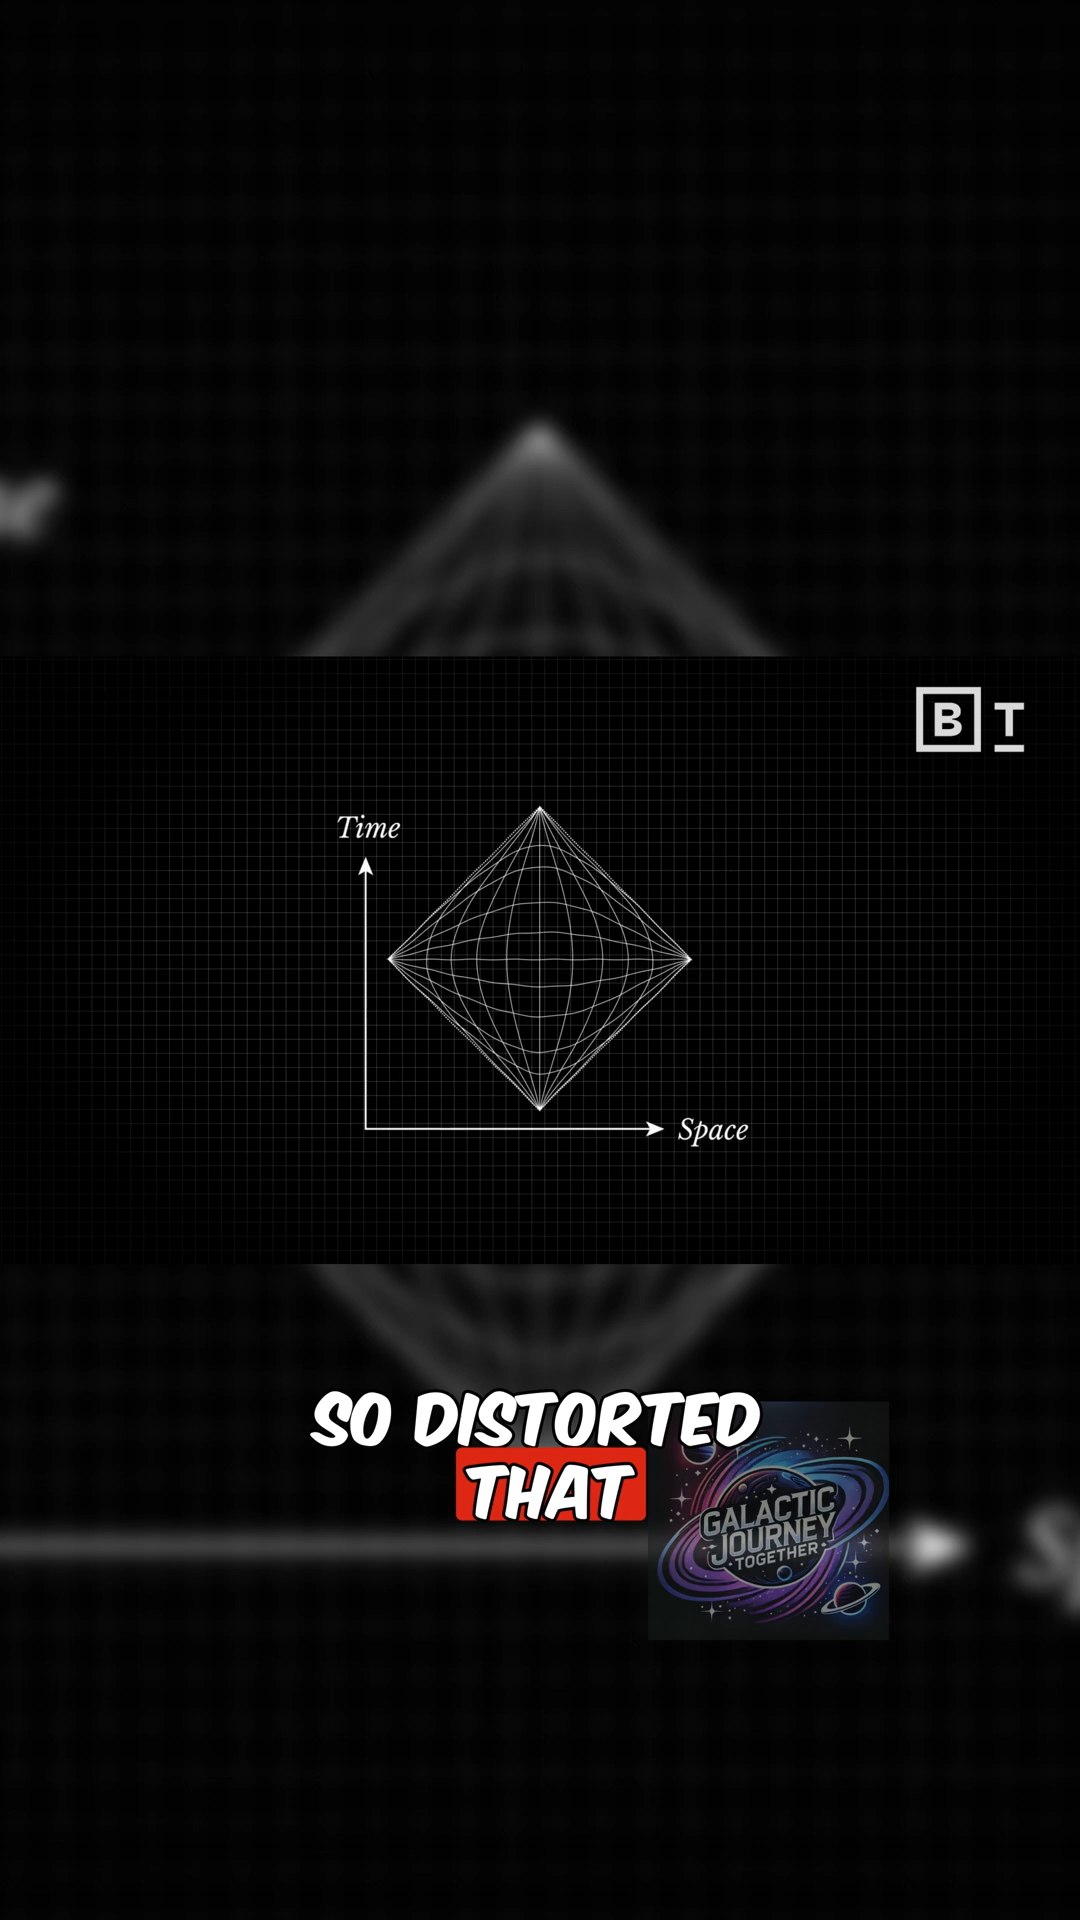 B T
Time
Space
SO DISTORTED
THAT
GALACTIC
JOURNEY
TOGETHER